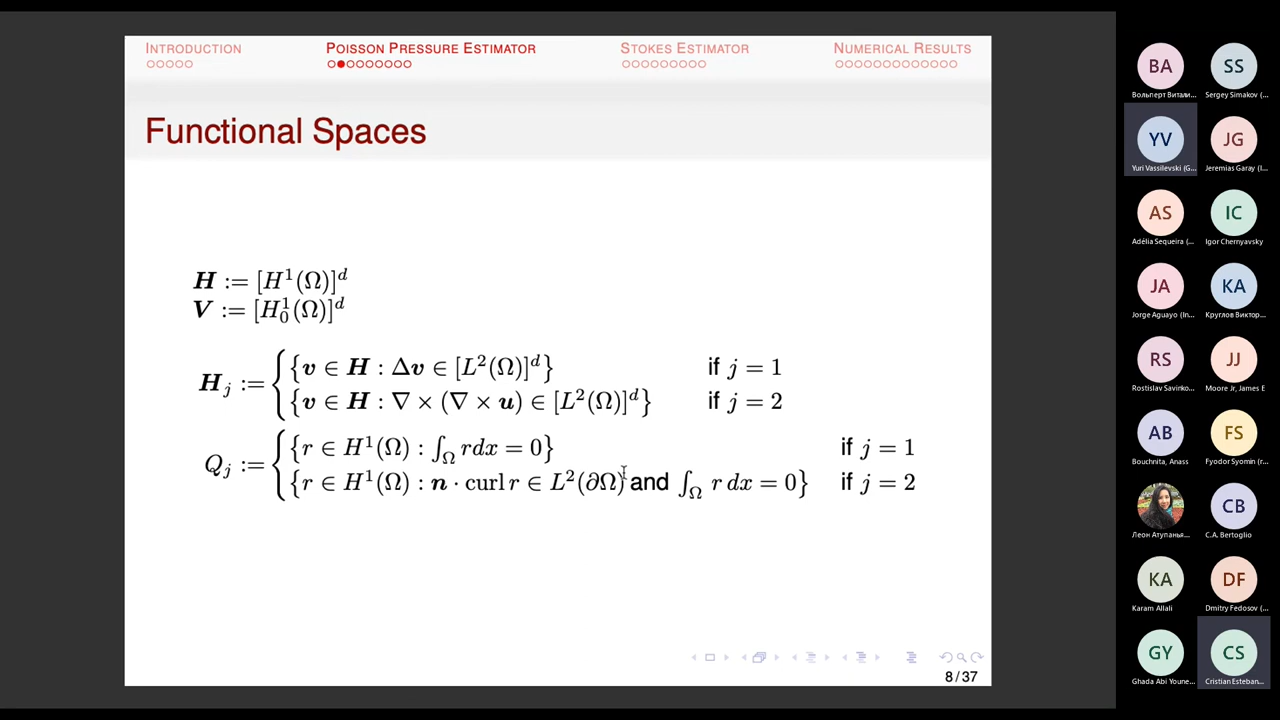 INTRODUCTION
POISSON PRESSURE ESTIMATOR
STOKES ESTIMATOR
NUMERICAL RESULTS
Functional Spaces
H := [H¹(Ω)]ᵈ
V := [H₀¹(Ω)]ᵈ
H_j := { {v ∈ H : Δv ∈ [L²(Ω)]ᵈ} if j = 1
{v ∈ H : ∇ × (∇ × u) ∈ [L²(Ω)]ᵈ} if j = 2
Q_j := { {r ∈ H¹(Ω) : ∫_Ω rdx = 0} if j = 1
{r ∈ H¹(Ω) : n · curl r ∈ L²(∂Ω) and ∫_Ω r dx = 0} if j = 2
8/37
BA
Вольперт Витали...
SS
Sergey Simakov (...
YV
Yuri Vassilevski (G...
JG
Jeremias Garay (I...
AS
Adélia Sequeira (...
IC
Igor Chernyavsky
JA
Jorge Aguayo (In...
KA
Круглов Виктор...
RS
Rostislav Savinko...
JJ
Moore Jr, James E
AB
Bouchnita, Anass
FS
Fyodor Syomin (r...
Леон Атупанья...
CB
C.A. Bertoglio
KA
Karam Allali
DF
Dmitry Fedosov (...
GY
Ghada Abi Youne...
CS
Cristian Esteban...